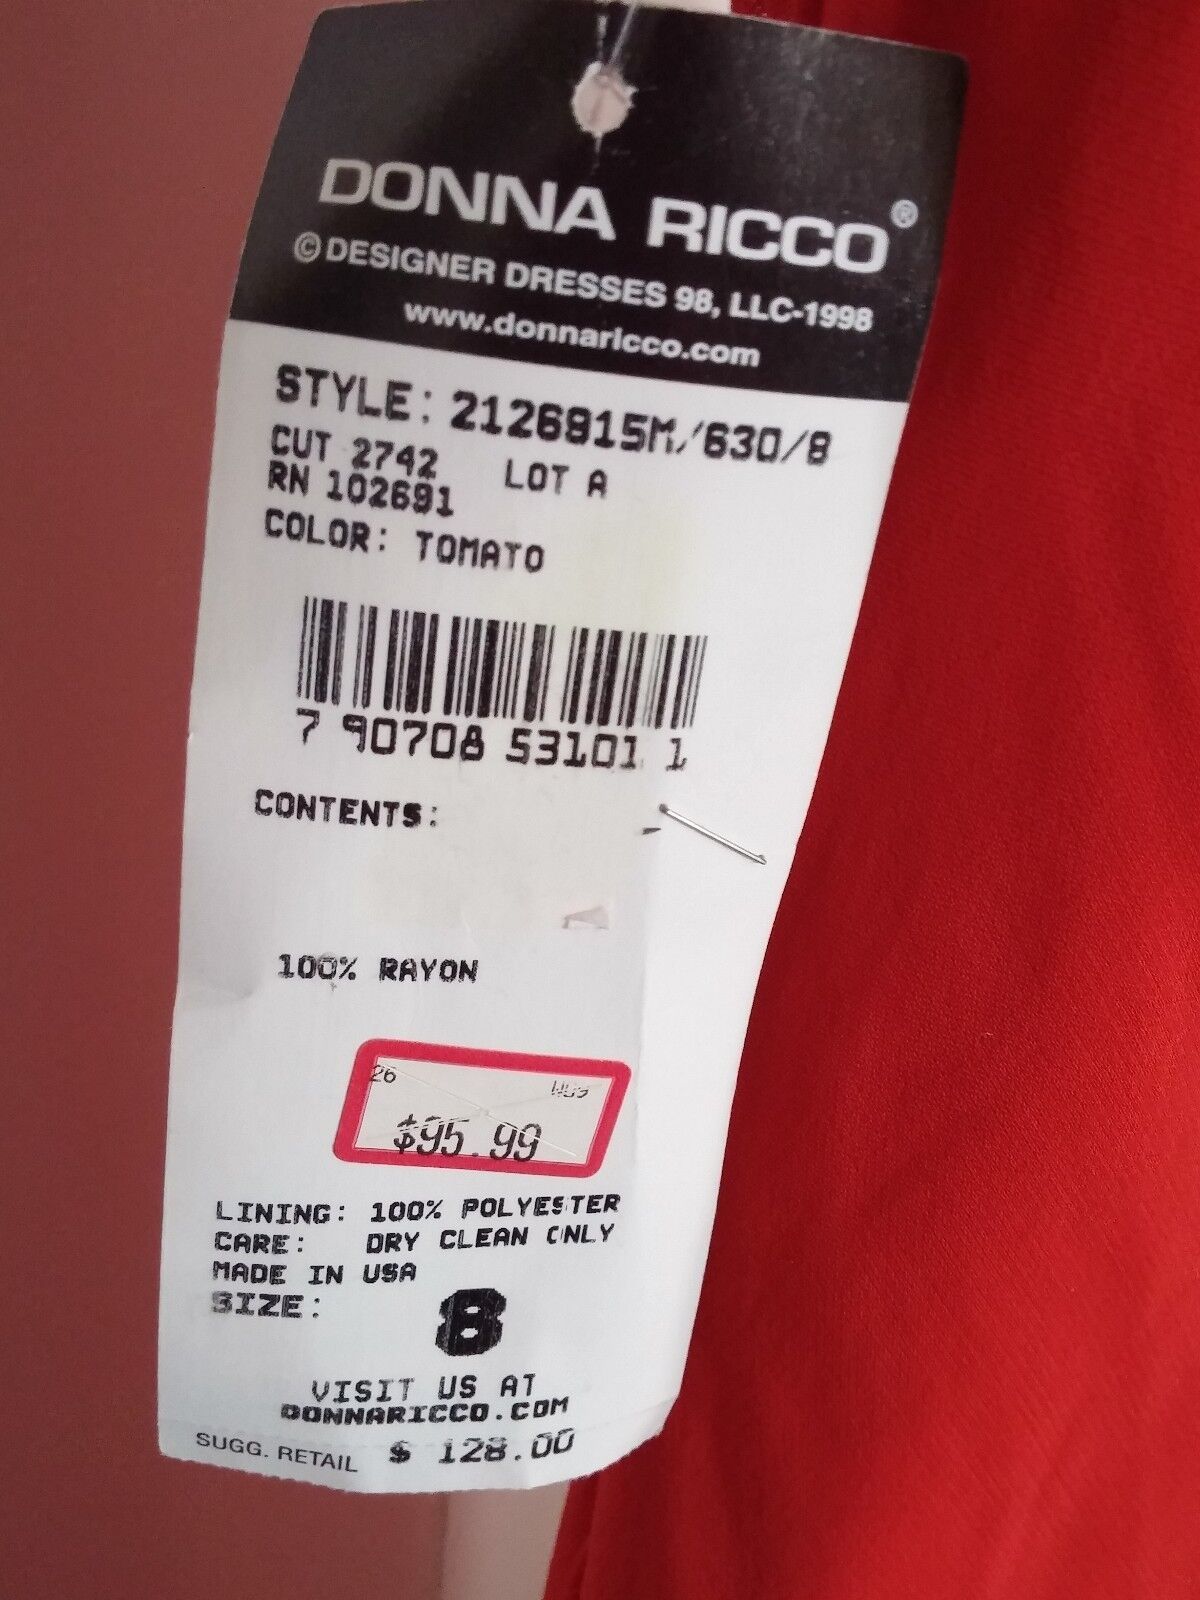 DONNA RICCO®
© DESIGNER DRESSES 98, LLC-1998
www.donnaricco.com
STYLE: 2126815M/630/8
CUT 2742 LOT A
RN 102691
COLOR: TOMATO
7 90708 53101 1
CONTENTS:
100% RAYON
26
$95.99
LINING: 100% POLYESTER
CARE: DRY CLEAN ONLY
MADE IN USA
SIZE: 8
VISIT US AT
DONNARICCO.COM
SUGG. RETAIL $ 128.00